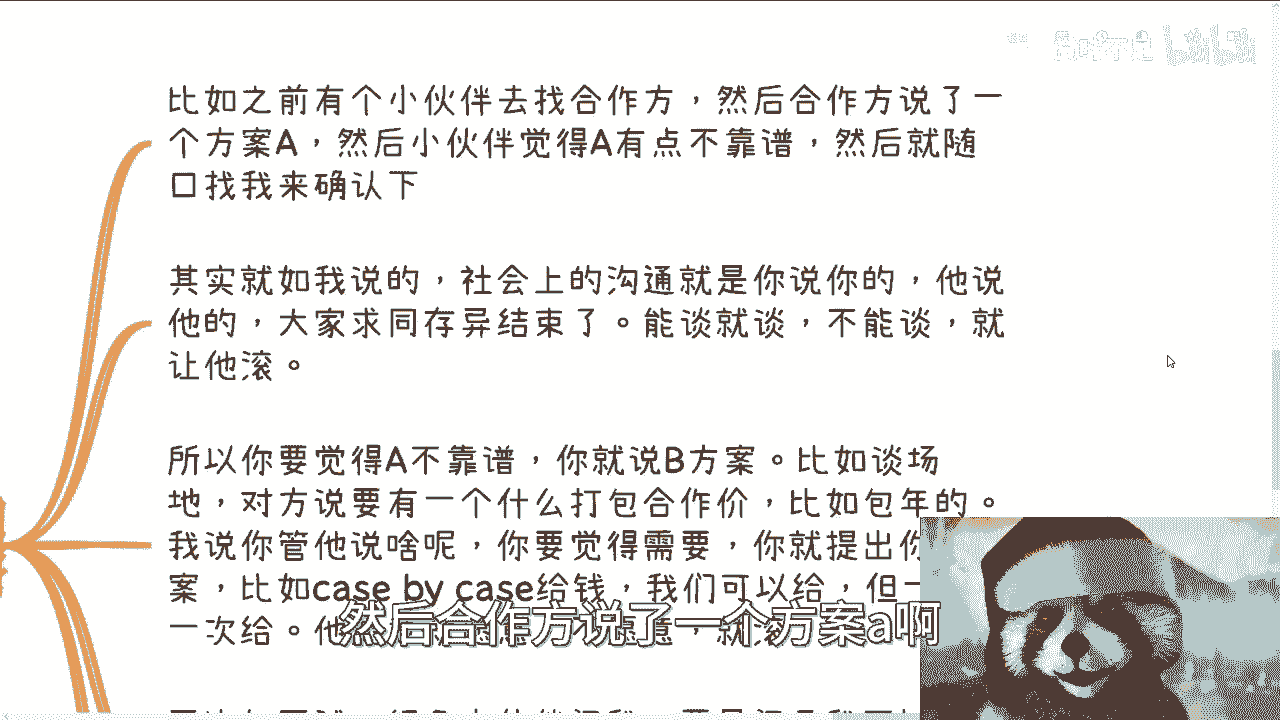 比如之前有个小伙伴去找合作方，然后合作方说了一
个方案A，然后小伙伴觉得A有点不靠谱，然后就随
口找我来确认下
其实就如我说的，社会上的沟通就是你说你的，他说
他的，大家求同存异结束了。能谈就谈，不能谈，就
让他滚。
所以你要觉得A不靠谱，你就说B方案。比如谈场
地，对方说要有一个什么打包合作价，比如包年的。
我说你管他说啥呢，你要觉得需要，你就提出
案，比如case by case给钱，我们可以给，但
一次给。
然后合作方说了一个方案a啊
bilibili